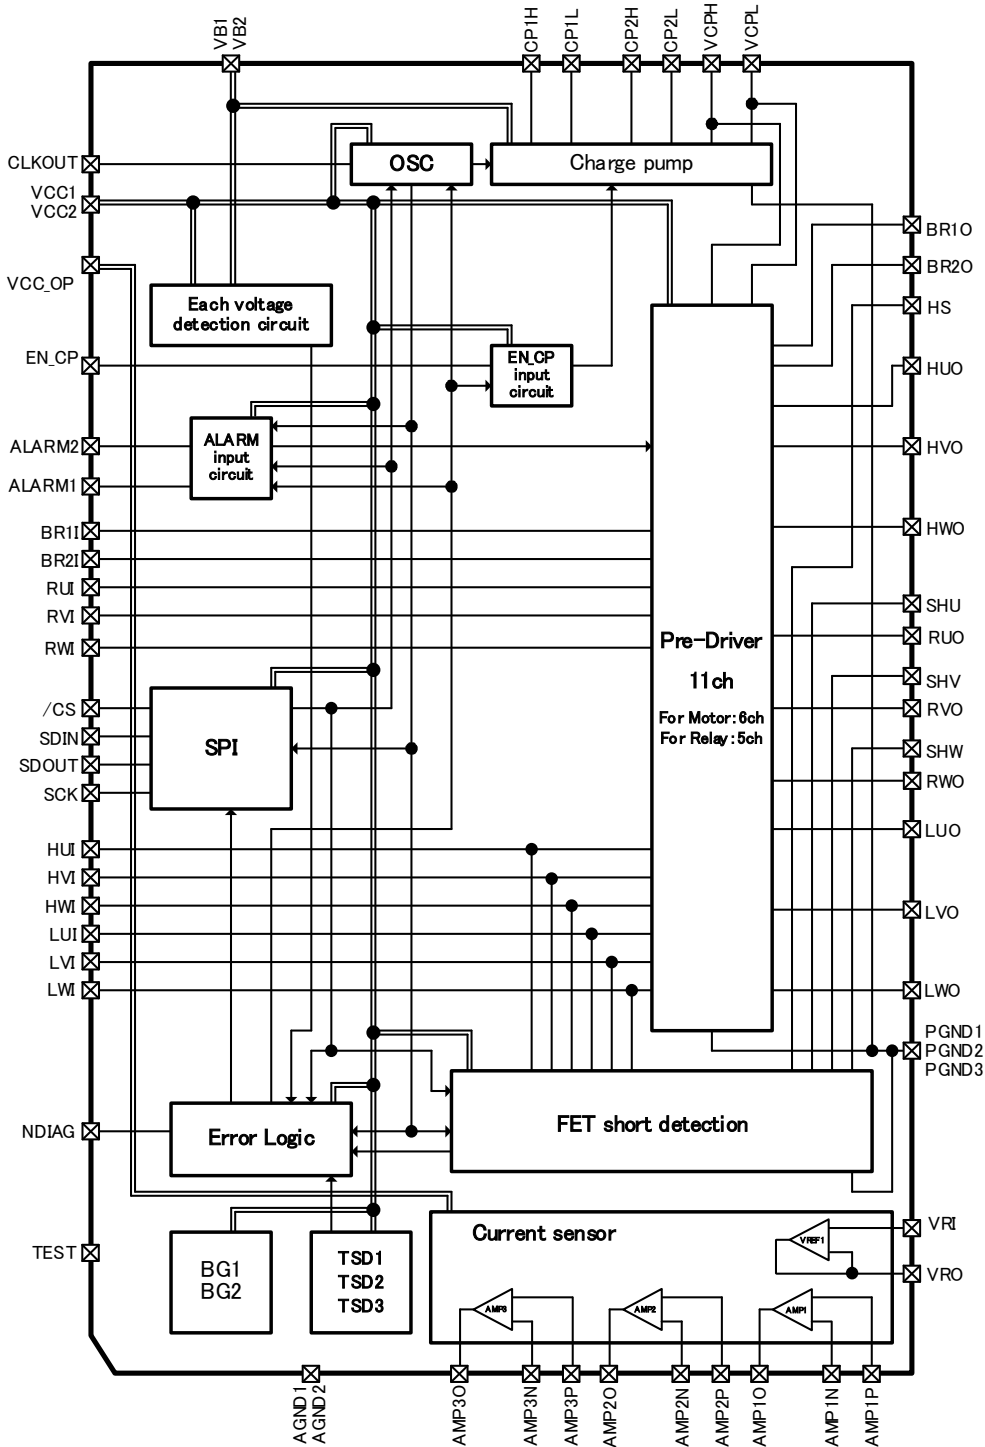 VB1
VB2
CP1H
CP1L
CP2H
CP2L
VCPH
VCPL
CLKOUT
OSC
Charge pump
VCC1
VCC2
VCC_OP
BR1O
BR2O
HS
Each voltage
detection circuit
EN_CP
EN_CP
input
circuit
HUO
ALARM2
ALARM1
ALARM
input
circuit
HVO
HWO
BR1I
BR2I
RUI
RVI
RWI
Pre-Driver
11ch
For Motor:6ch
For Relay:5ch
SHU
RUO
SHV
RVO
SHW
RWO
/CS
SDIN
SDOUT
SCK
SPI
LUO
HUI
HVI
HWI
LUI
LVI
LWI
LVO
LWO
PGND1
PGND2
PGND3
NDIAG
Error Logic
FET short detection
TEST
BG1
BG2
TSD1
TSD2
TSD3
Current sensor
VREF1
VRI
VRO
AMP3
AMP2
AMP1
AGND1
AGND2
AMP3O
AMP3N
AMP3P
AMP2O
AMP2N
AMP2P
AMP1O
AMP1N
AMP1P